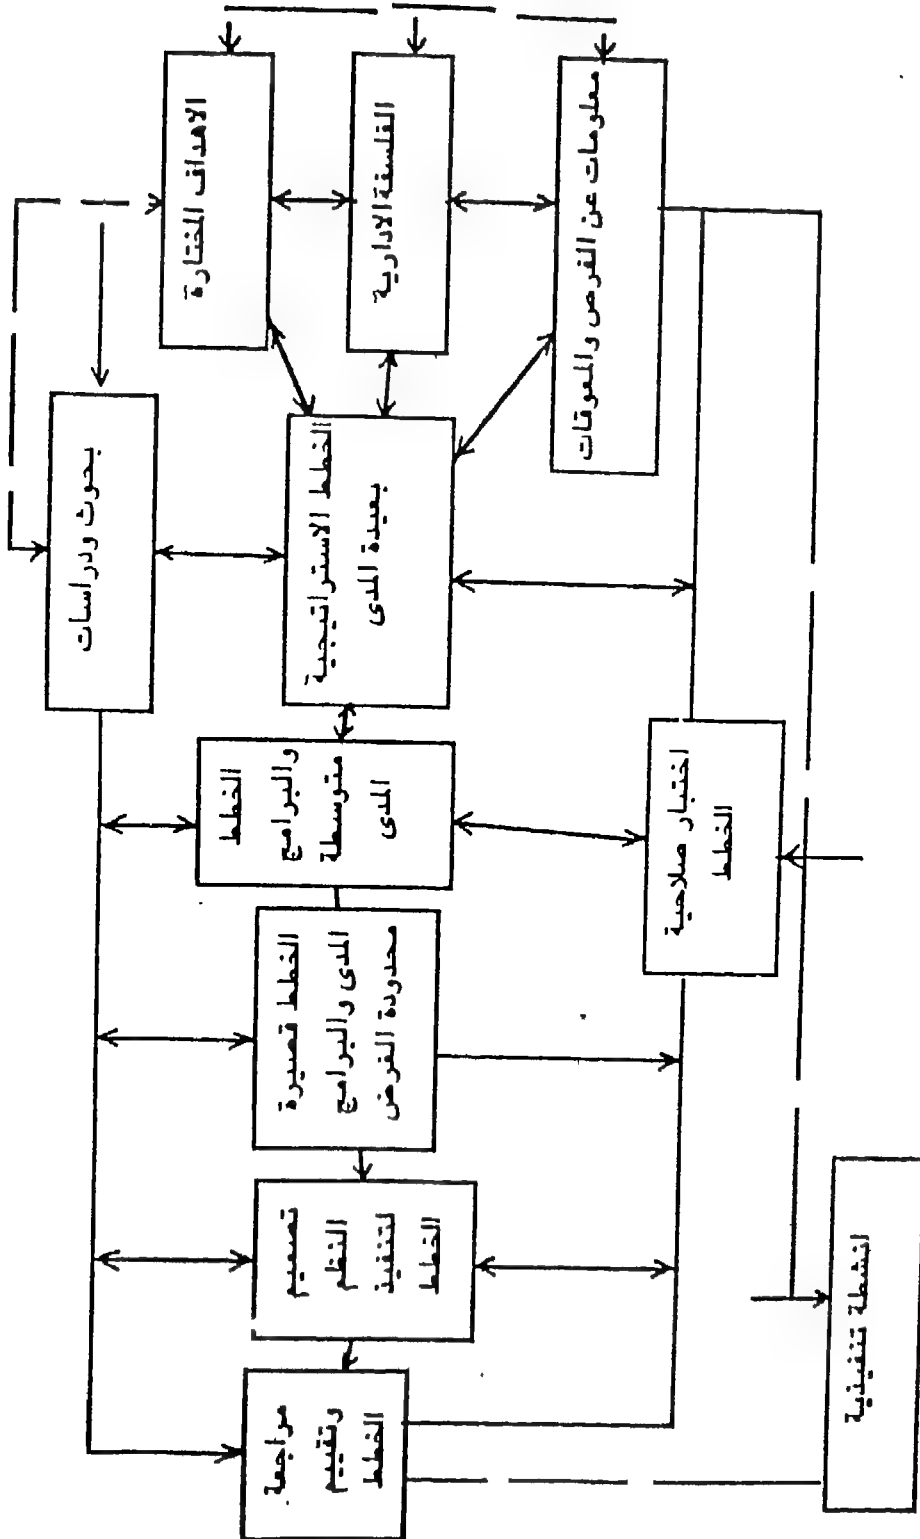 الاهداف المختارة
الفلسفة الادارية
معلومات عن الفرص والمعوقات
بحوث ودراسات
الخطط الاستراتيجية
بعيدة المدى
الخطط
والبرامج
متوسطة
المدى
اختبار صلاحية
الخطط
الخطط قصيرة
المدى والبرامج
محدودة الغرض
تصميم
النظم
لتنفيذ
الخطط
مراجعة
وتقييم
الخطط
انشطة تنفيذية